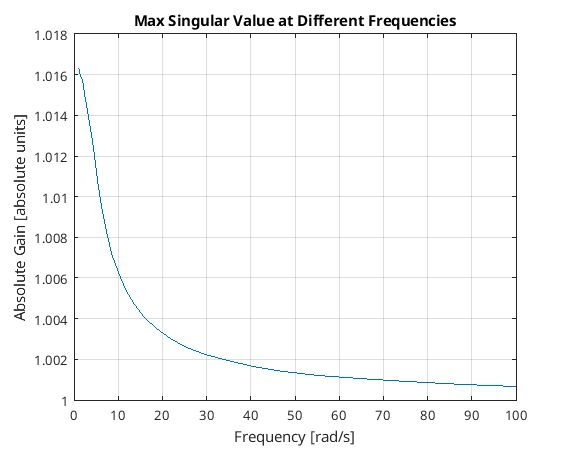 Max Singular Value at Different Frequencies
1.018
1.016
1.014
1.012
1.01
1.008
1.006
1.004
1.002
1
Absolute Gain [absolute units]
0 10 20 30 40 50 60 70 80 90 100
Frequency [rad/s]